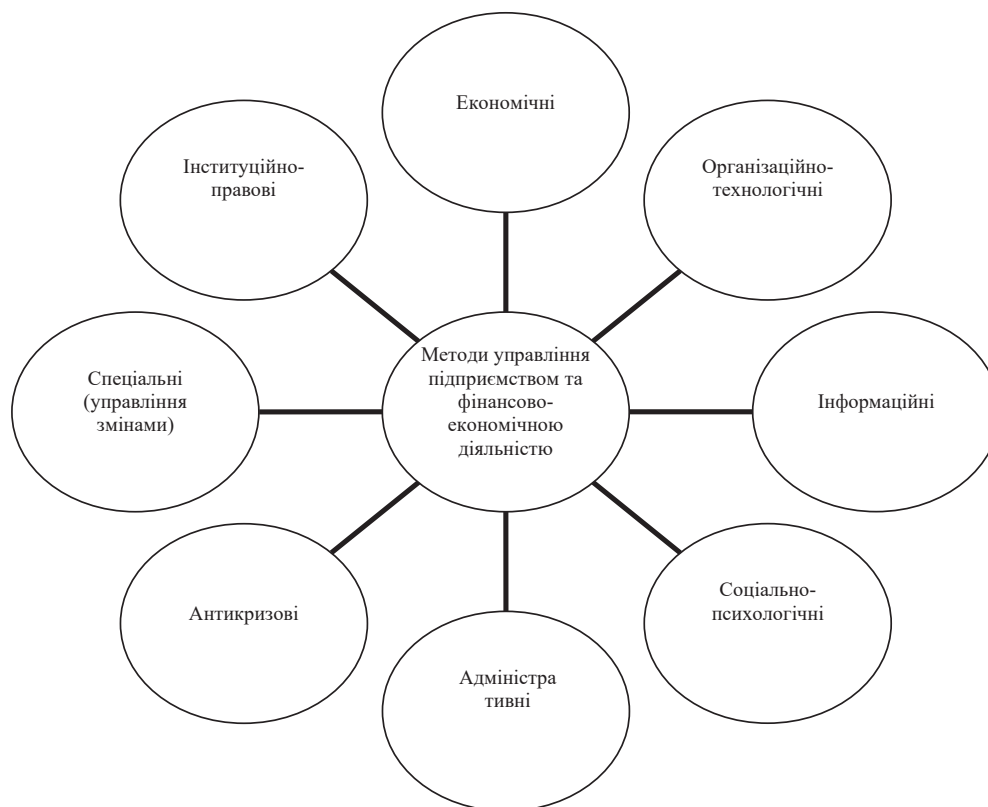 Економічні
Інституційно-
правові
Організаційно-
технологічні
Методи управління
підприємством та
фінансово-
економічною
діяльністю
Спеціальні
(управління
змінами)
Інформаційні
Антикризові
Соціально-
психологічні
Адміністра
тивні